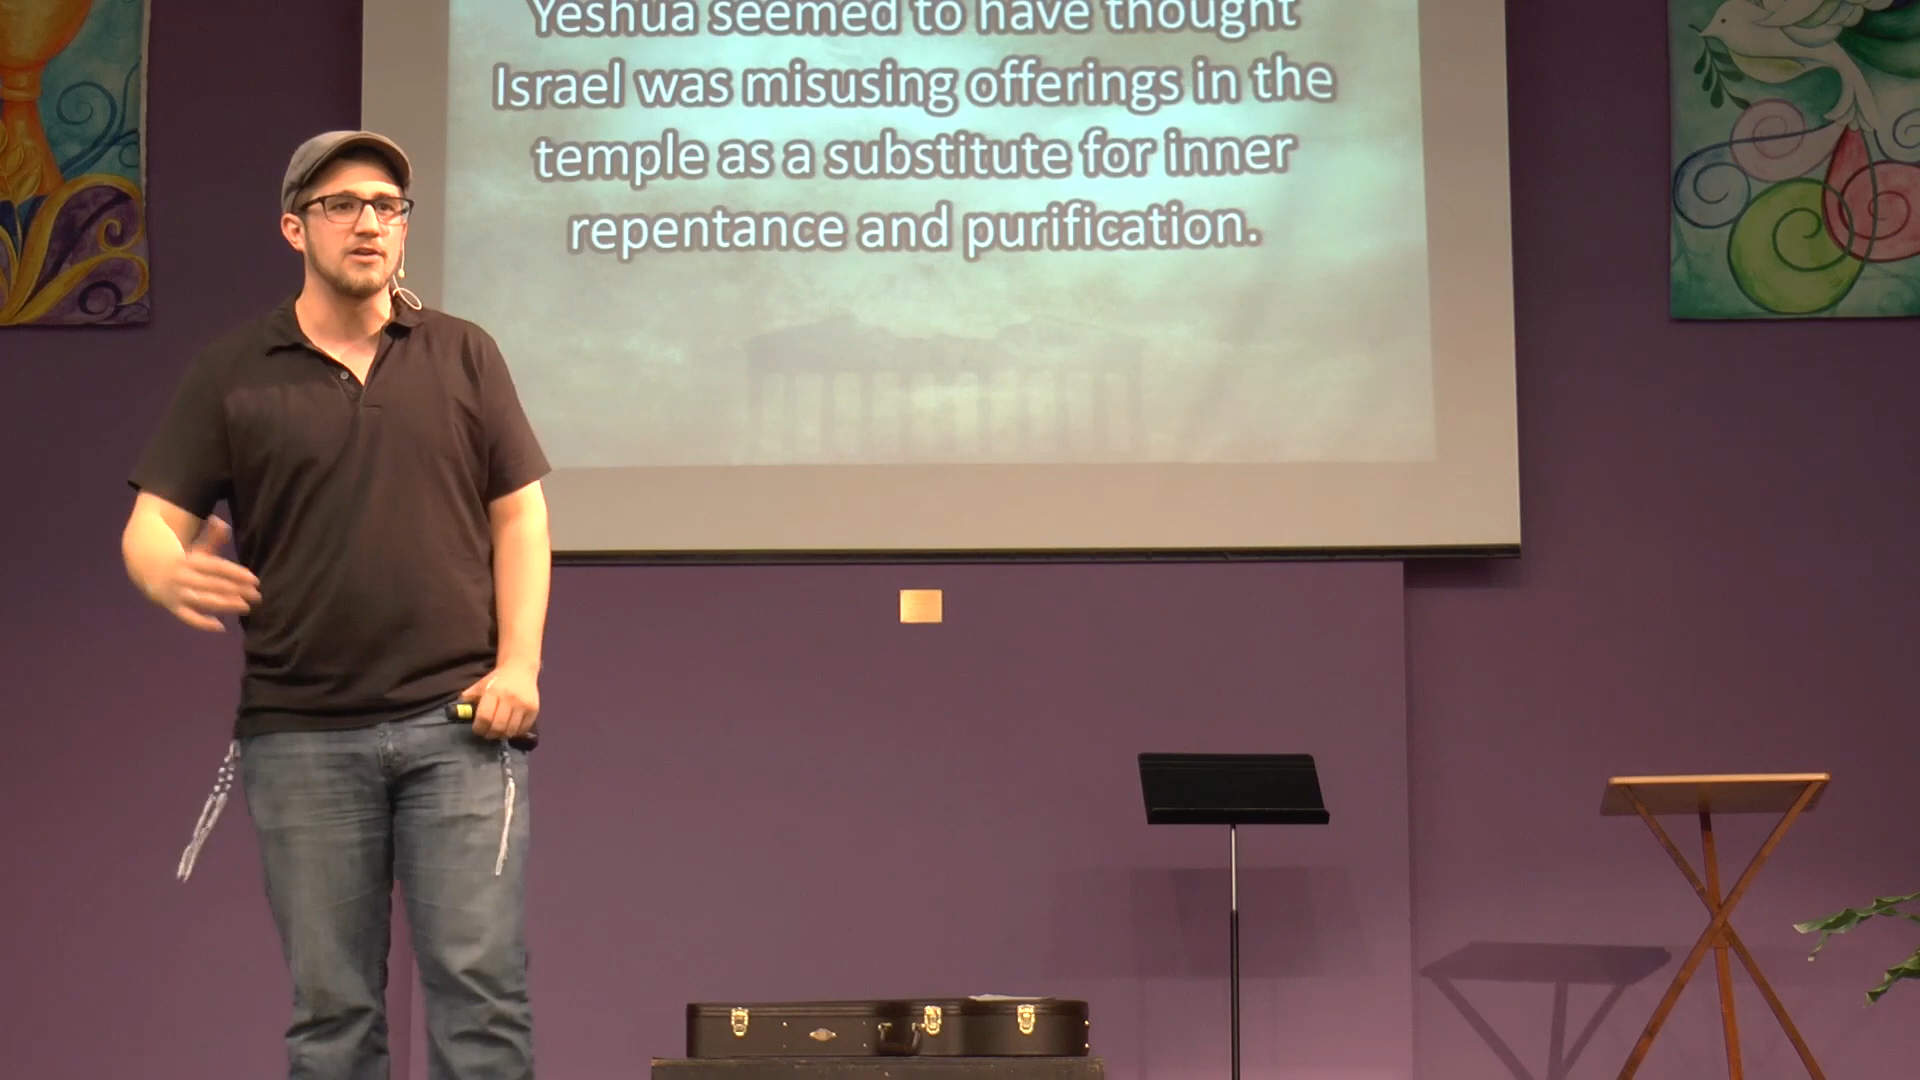 Yeshua seemed to have thought
Israel was misusing offerings in the
temple as a substitute for inner
repentance and purification.